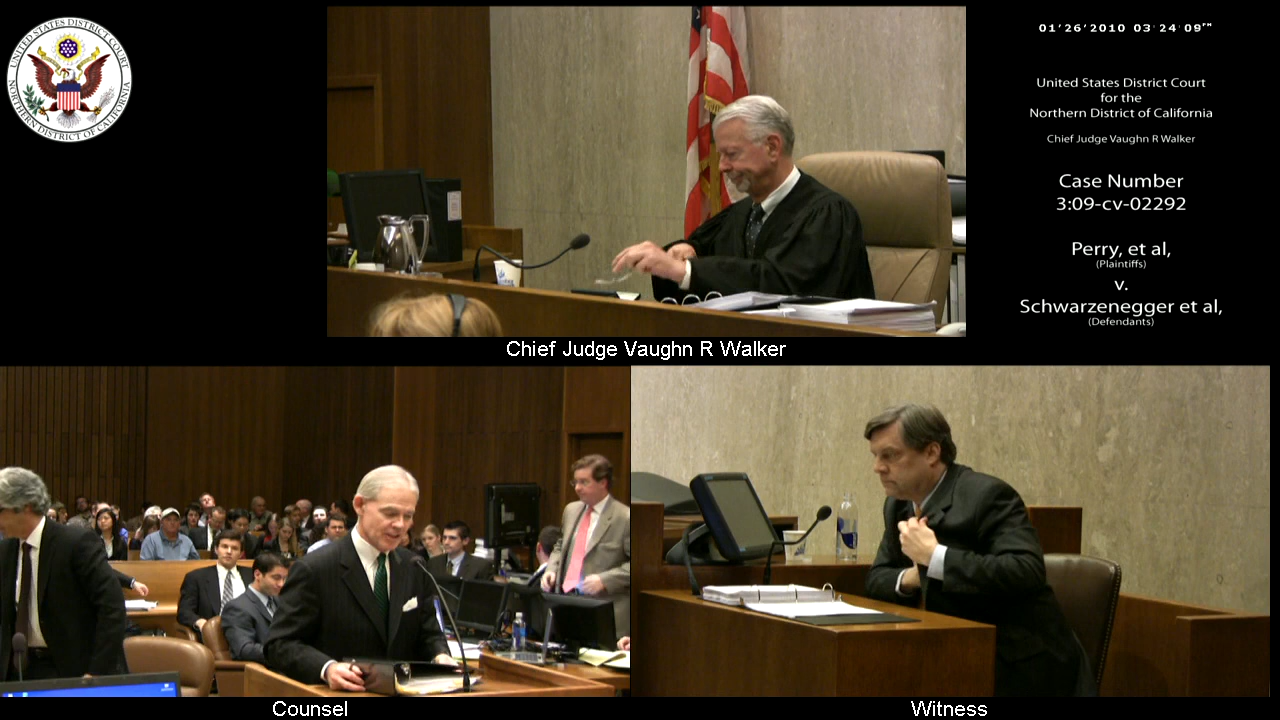 UNITED STATES DISTRICT COURT
NORTHERN DISTRICT OF CALIFORNIA
01'26'2010 03:24:09PM
United States District Court
for the
Northern District of California
Chief Judge Vaughn R Walker
Case Number
3:09-cv-02292
Perry, et al,
(Plaintiffs)
v.
Schwarzenegger et al,
(Defendants)
Chief Judge Vaughn R Walker
Counsel
Witness